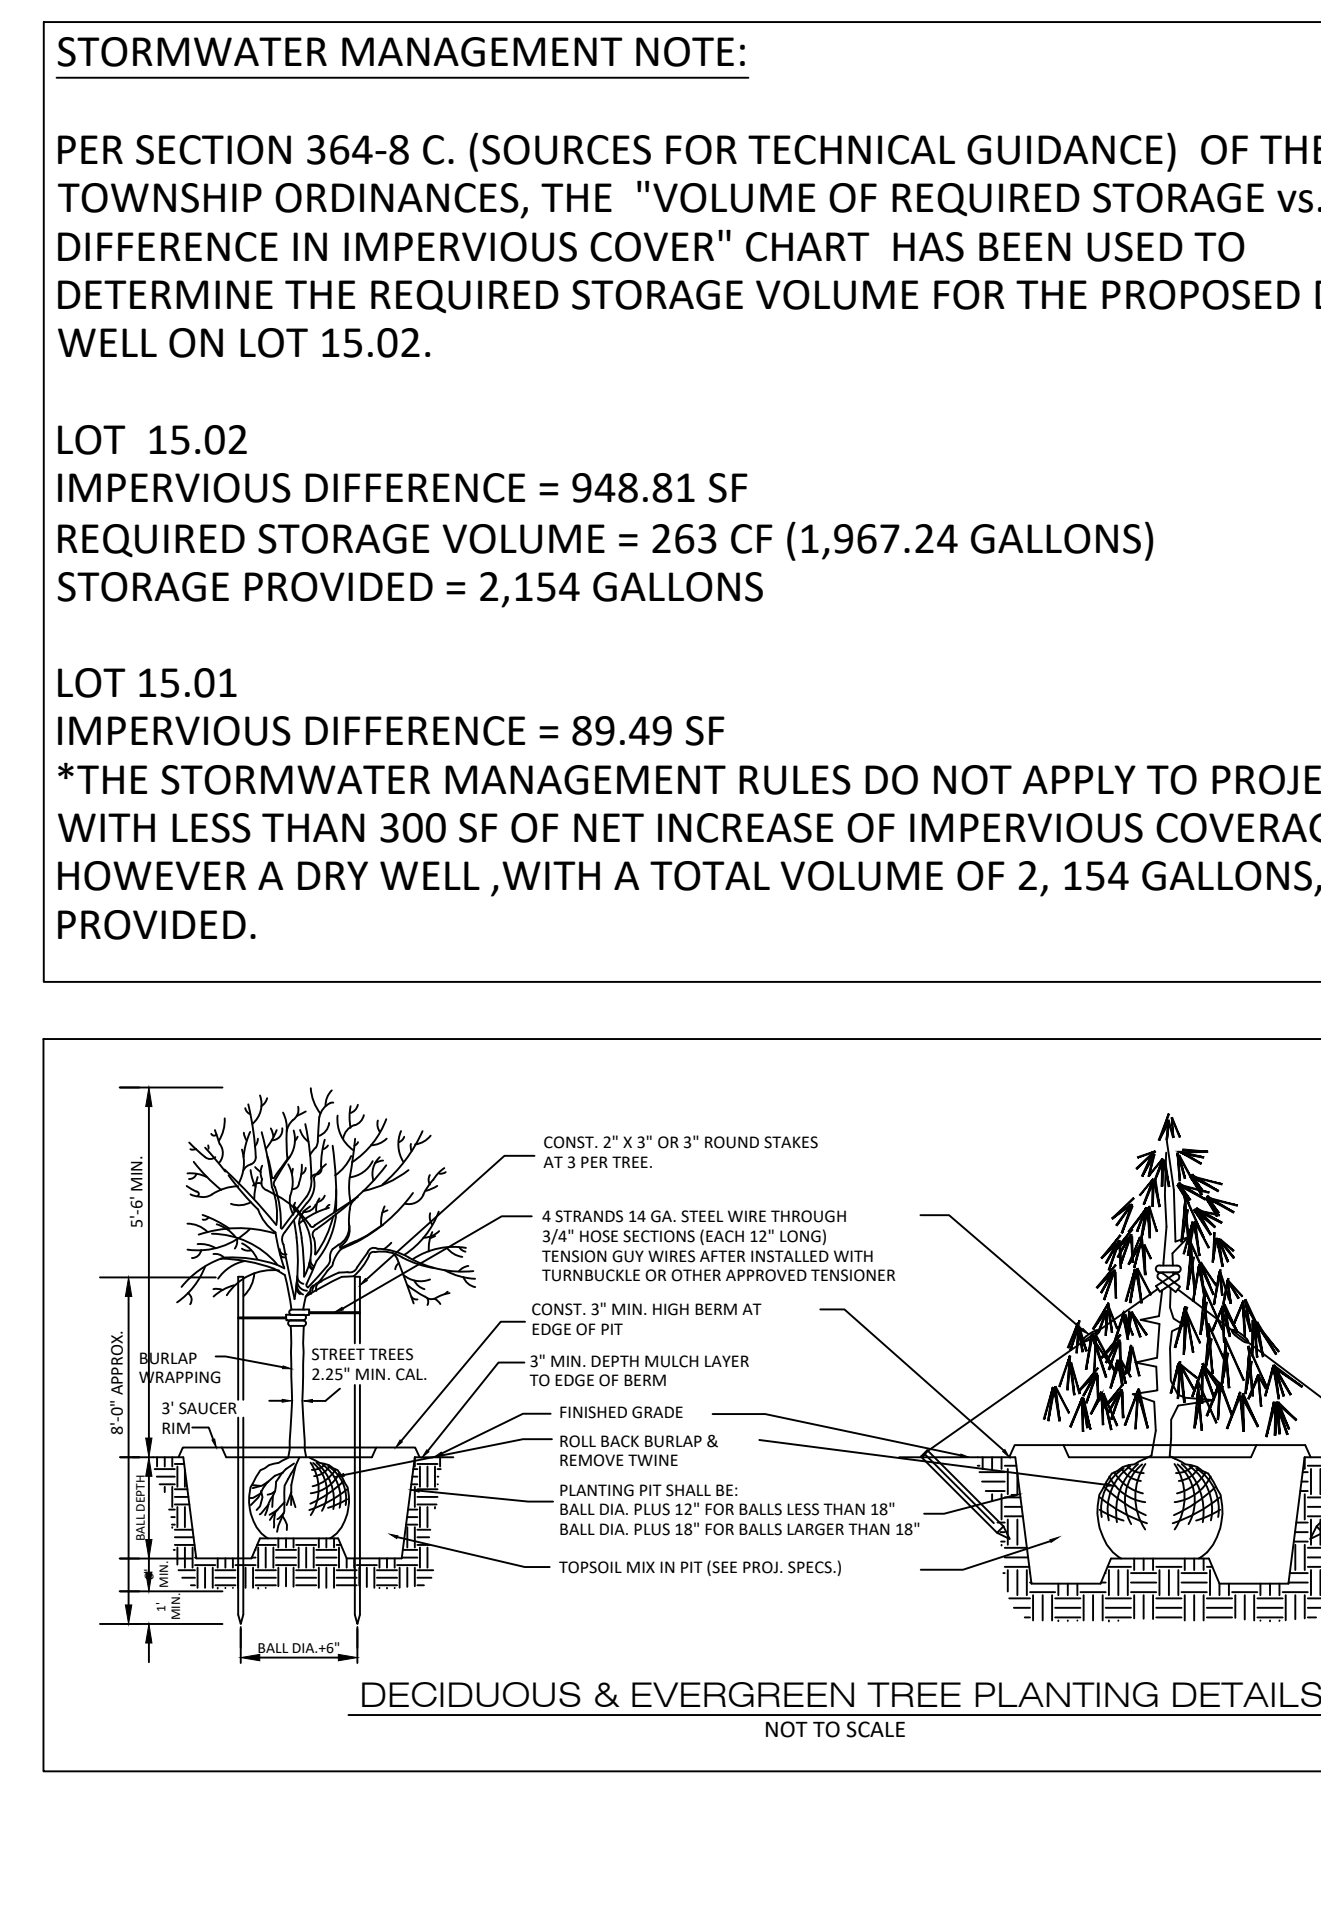 STORMWATER MANAGEMENT NOTE:
PER SECTION 364-8 C. (SOURCES FOR TECHNICAL GUIDANCE) OF THE
TOWNSHIP ORDINANCES, THE "VOLUME OF REQUIRED STORAGE vs.
DIFFERENCE IN IMPERVIOUS COVER" CHART HAS BEEN USED TO
DETERMINE THE REQUIRED STORAGE VOLUME FOR THE PROPOSED
WELL ON LOT 15.02.
LOT 15.02
IMPERVIOUS DIFFERENCE = 948.81 SF
REQUIRED STORAGE VOLUME = 263 CF (1,967.24 GALLONS)
STORAGE PROVIDED = 2,154 GALLONS
LOT 15.01
IMPERVIOUS DIFFERENCE = 89.49 SF
*THE STORMWATER MANAGEMENT RULES DO NOT APPLY TO PROJE
WITH LESS THAN 300 SF OF NET INCREASE OF IMPERVIOUS COVERAG
HOWEVER A DRY WELL ,WITH A TOTAL VOLUME OF 2, 154 GALLONS,
PROVIDED.
5'-6' MIN.
8'-0" APPROX.
BURLAP
WRAPPING
STREET TREES
2.25" MIN. CAL.
3' SAUCER
RIM
BALL DEPTH
MIN.
1'
MIN.
BALL DIA.+6"
CONST. 2" X 3" OR 3" ROUND STAKES
AT 3 PER TREE.
4 STRANDS 14 GA. STEEL WIRE THROUGH
3/4" HOSE SECTIONS (EACH 12" LONG)
TENSION GUY WIRES AFTER INSTALLED WITH
TURNBUCKLE OR OTHER APPROVED TENSIONER
CONST. 3" MIN. HIGH BERM AT
EDGE OF PIT
3" MIN. DEPTH MULCH LAYER
TO EDGE OF BERM
FINISHED GRADE
ROLL BACK BURLAP &
REMOVE TWINE
PLANTING PIT SHALL BE:
BALL DIA. PLUS 12" FOR BALLS LESS THAN 18"
BALL DIA. PLUS 18" FOR BALLS LARGER THAN 18"
TOPSOIL MIX IN PIT (SEE PROJ. SPECS.)
DECIDUOUS & EVERGREEN TREE PLANTING DETAILS
NOT TO SCALE